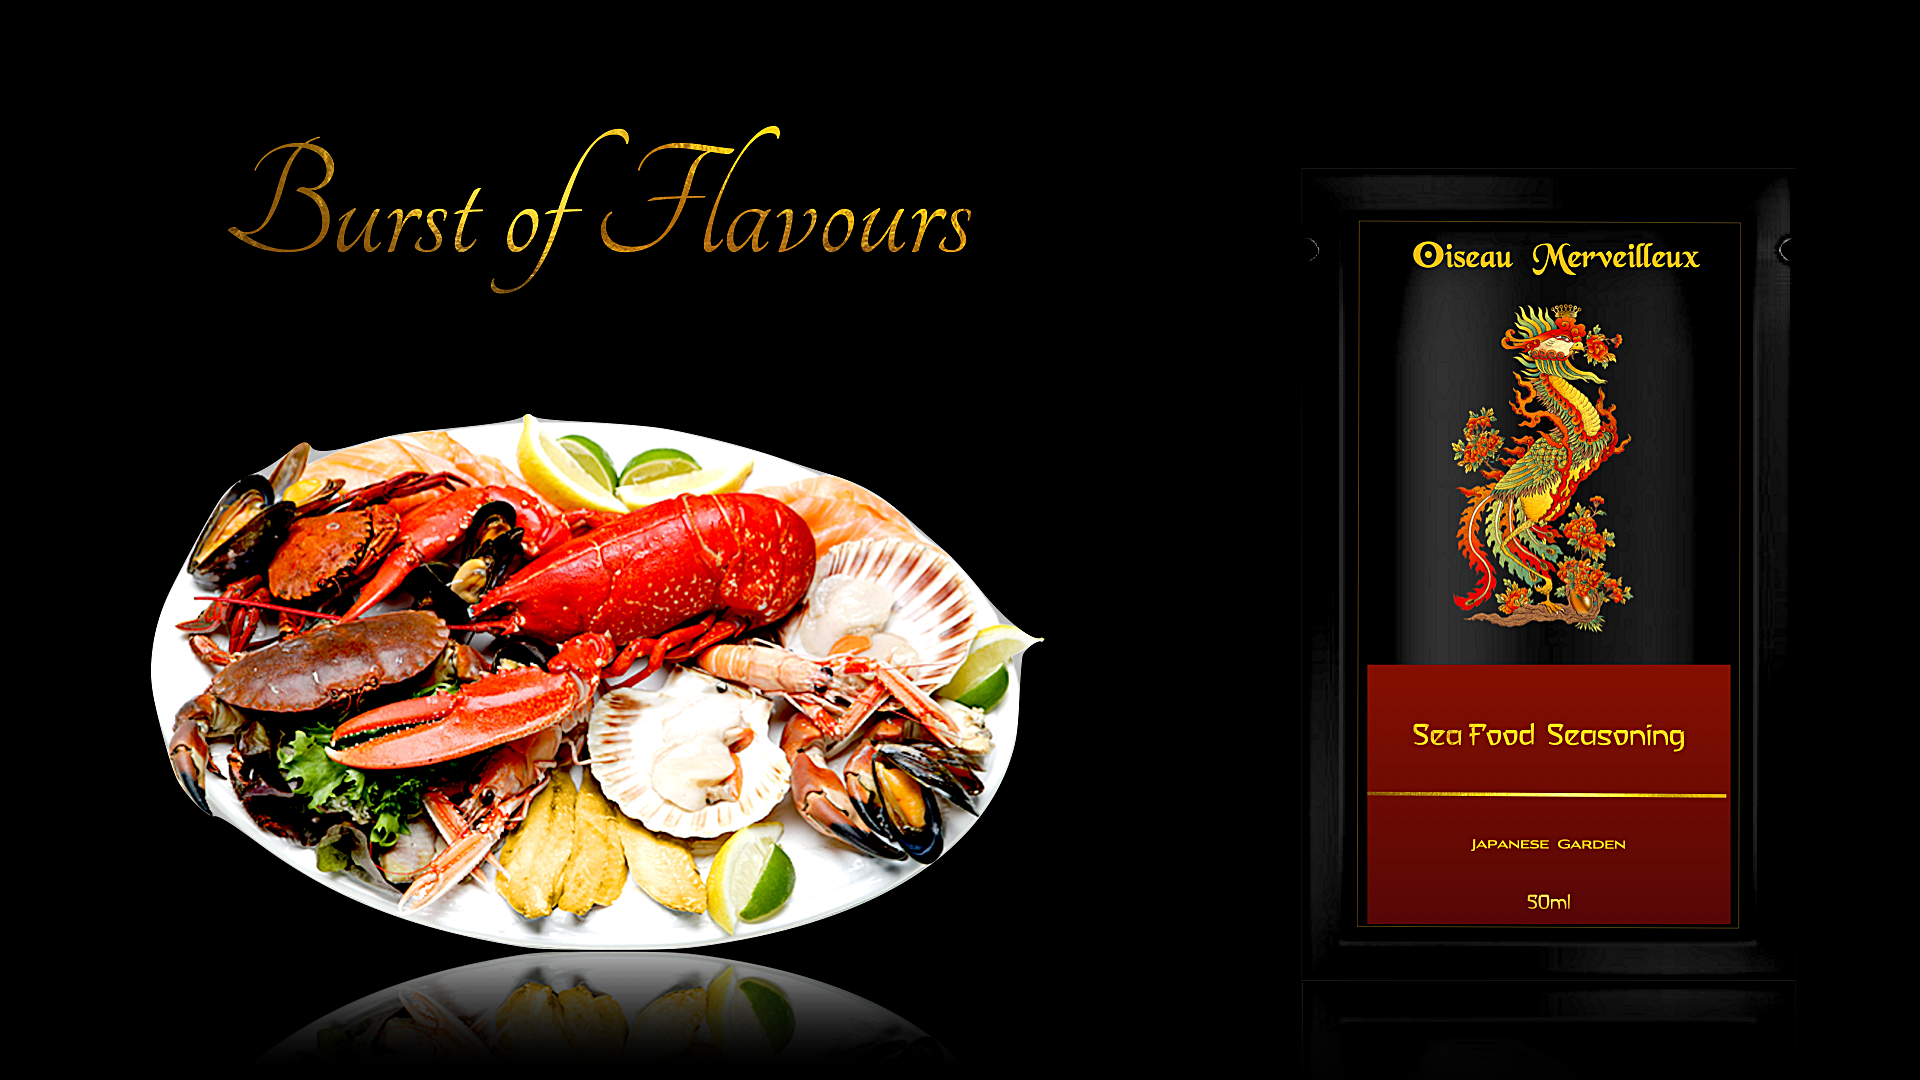 Burst of Flavours
Oiseau Merveilleux
Sea Food Seasoning
Japanese Garden
50ml